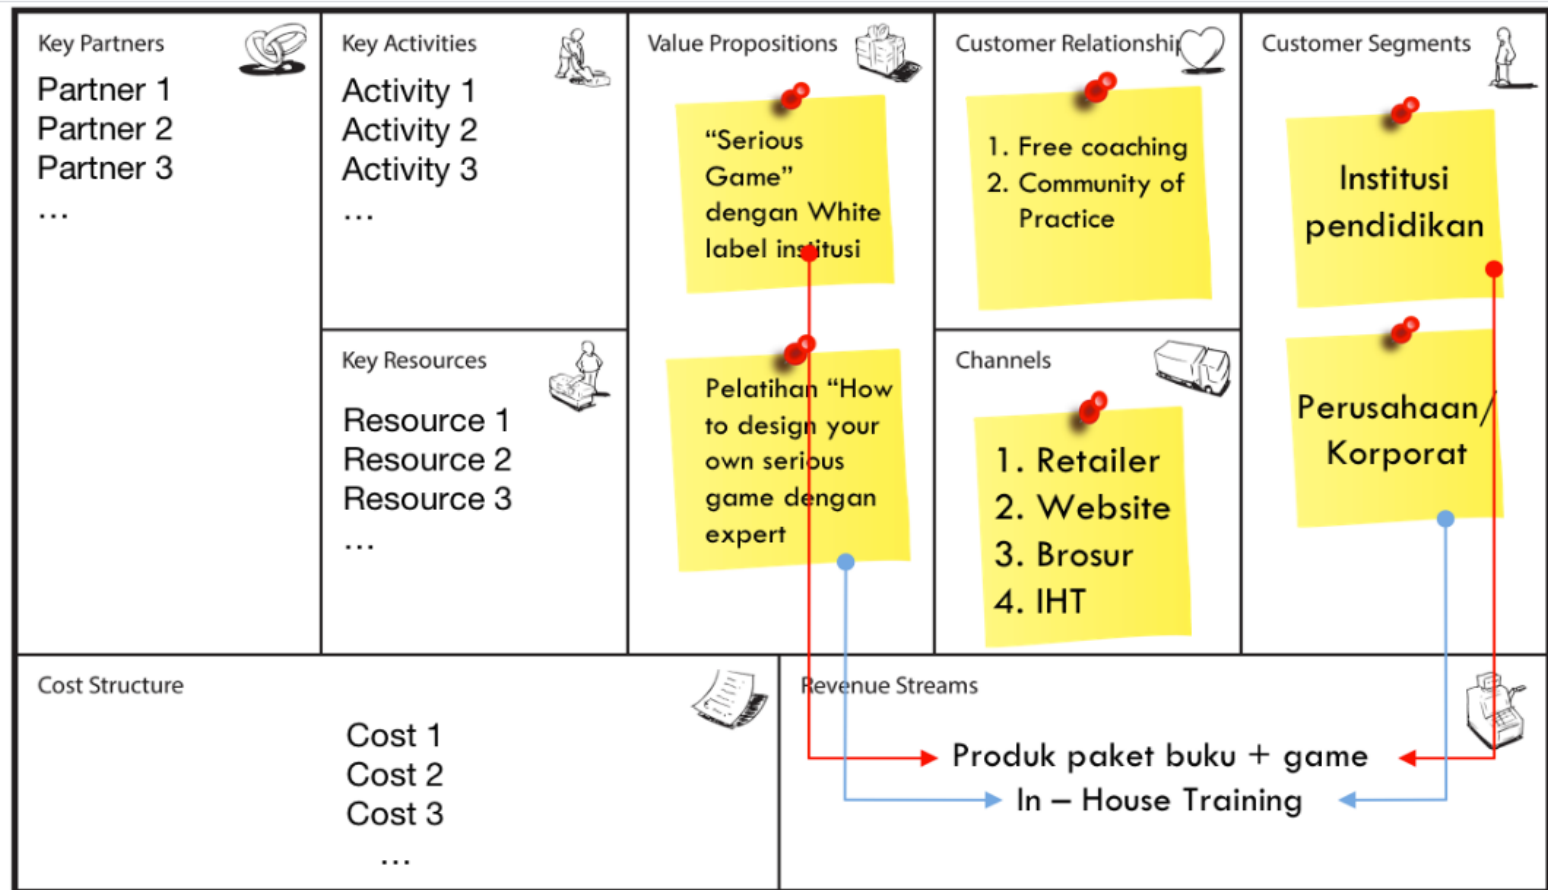 Key Partners
Partner 1
Partner 2
Partner 3
...
Key Activities
Activity 1
Activity 2
Activity 3
...
Key Resources
Resource 1
Resource 2
Resource 3
...
Value Propositions
“Serious
Game”
dengan White
label institusi
Pelatihan “How
to design your
own serious
game dengan
expert
Customer Relationship
1. Free coaching
2. Community of
Practice
Channels
1. Retailer
2. Website
3. Brosur
4. IHT
Customer Segments
Institusi
pendidikan
Perusahaan/
Korporat
Cost Structure
Cost 1
Cost 2
Cost 3
...
Revenue Streams
Produk paket buku + game
In – House Training